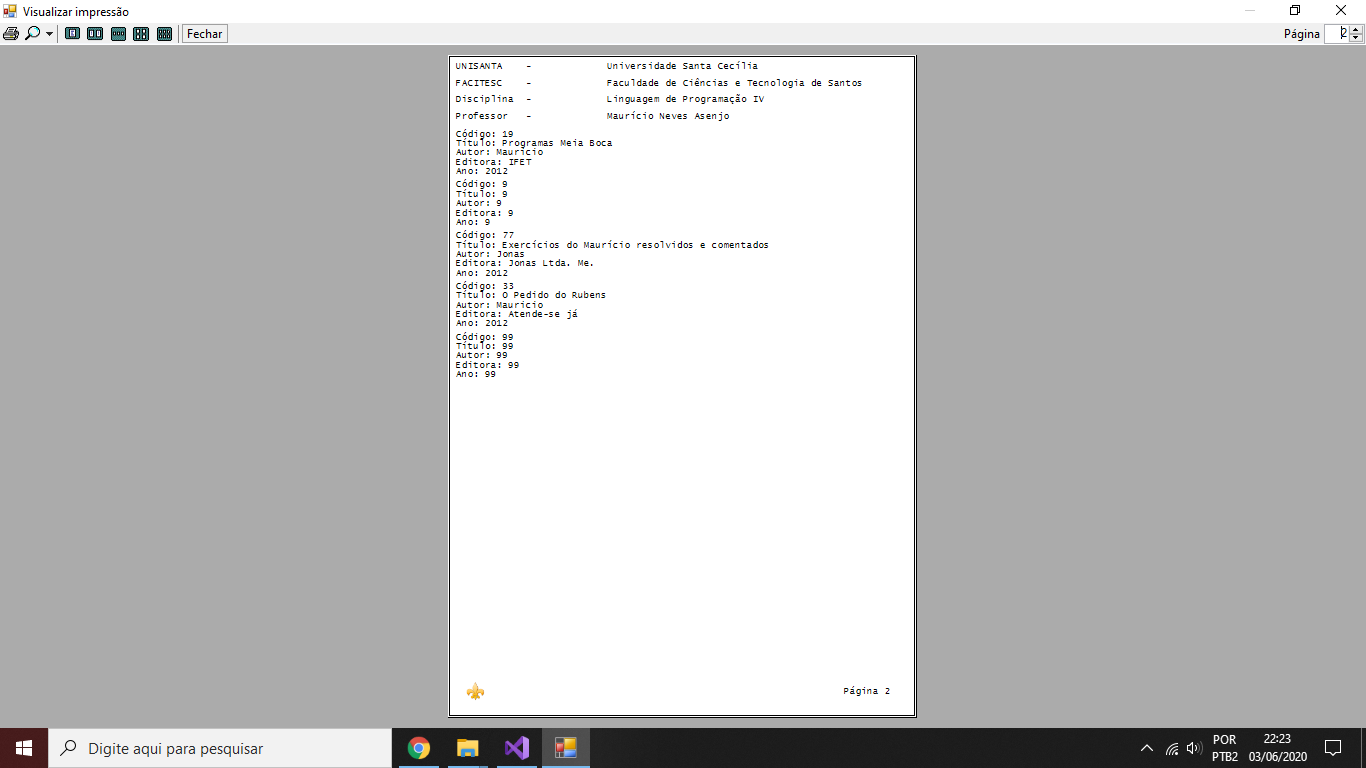 Visualizar impressão
Fechar
Página 2
UNISANTA - Universidade Santa Cecília
FACITESC - Faculdade de Ciências e Tecnologia de Santos
Disciplina - Linguagem de Programação IV
Professor - Maurício Neves Asenjo
Código: 19
Título: Programas Meia Boca
Autor: Maurício
Editora: IFET
Ano: 2012
Código: 9
Título: 9
Autor: 9
Editora: 9
Ano: 9
Código: 77
Título: Exercícios do Maurício resolvidos e comentados
Autor: Jonas
Editora: Jonas Ltda. Me.
Ano: 2012
Código: 33
Título: O Pedido do Rubens
Autor: Maurício
Editora: Atende-se já
Ano: 2012
Código: 99
Título: 99
Autor: 99
Editora: 99
Ano: 99
Página 2
Digite aqui para pesquisar
POR
PTB2
22:23
03/06/2020